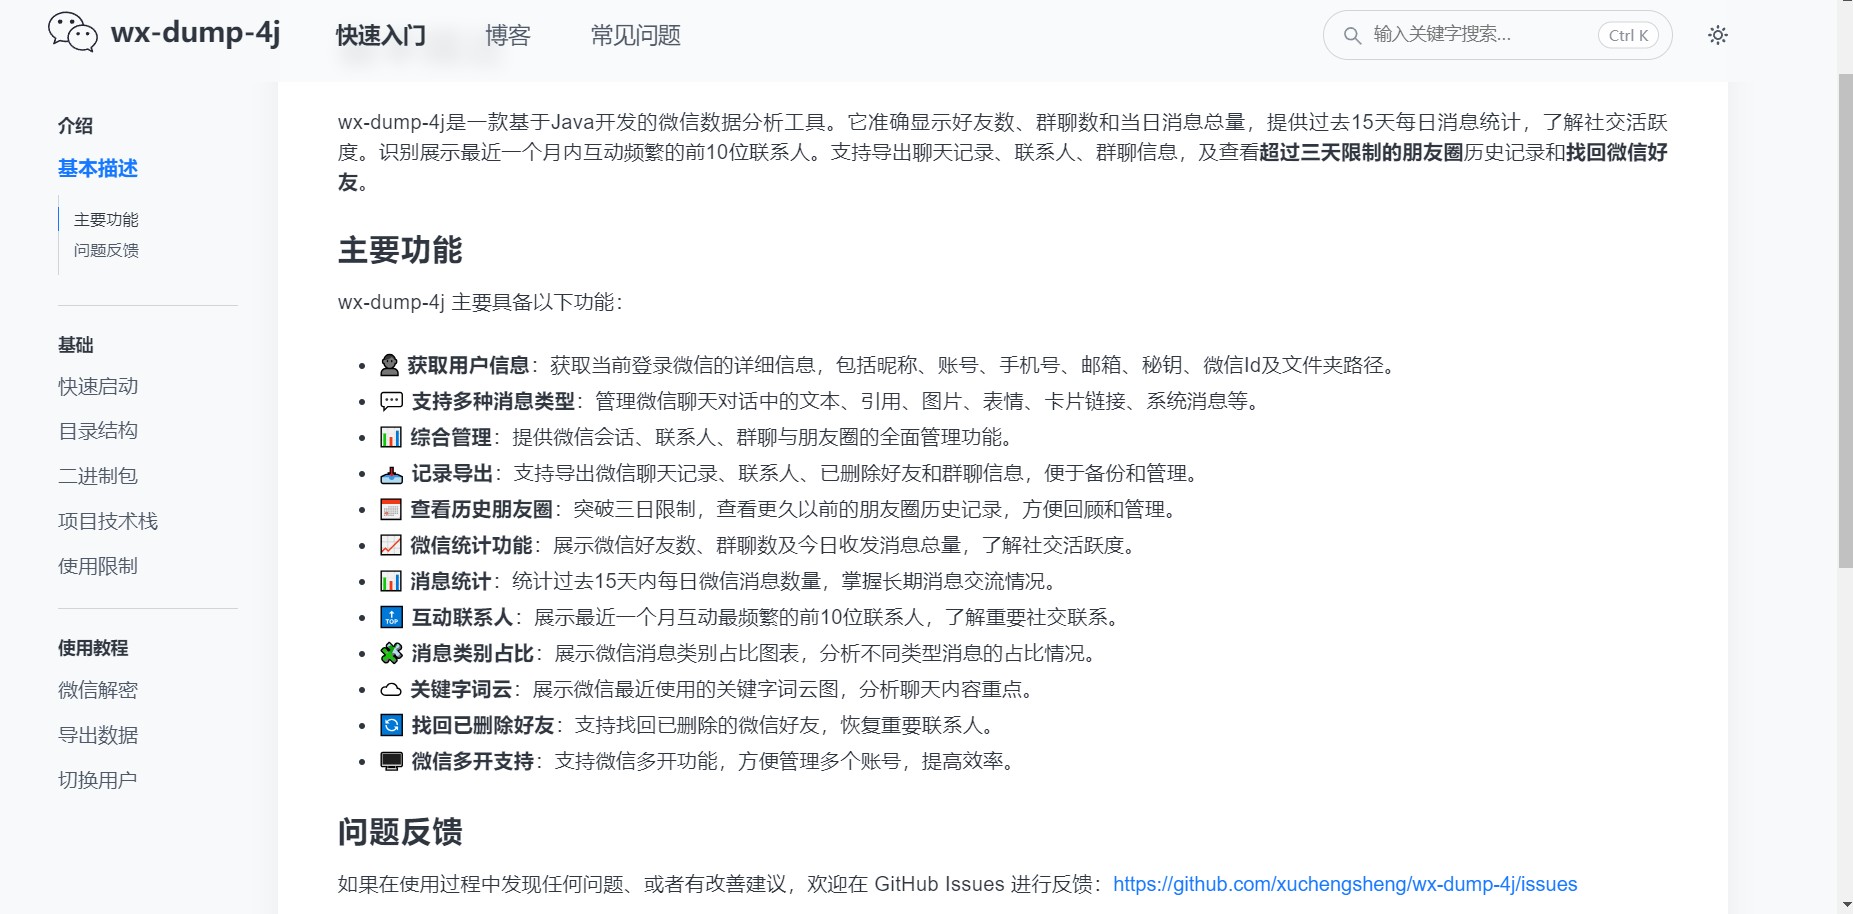 wx-dump-4j
快速入门
博客
常见问题
输入关键字搜索...
Ctrl K
介绍
基本描述
主要功能
问题反馈
基础
快速启动
目录结构
二进制包
项目技术栈
使用限制
使用教程
微信解密
导出数据
切换用户
wx-dump-4j是一款基于Java开发的微信数据分析工具。它准确显示好友数、群聊数和当日消息总量，提供过去15天每日消息统计，了解社交活跃
度。识别展示最近一个月内互动频繁的前10位联系人。支持导出聊天记录、联系人、群聊信息，及查看超过三天限制的朋友圈历史记录和找回微信好
友。
主要功能
wx-dump-4j 主要具备以下功能：
获取用户信息：获取当前登录微信的详细信息，包括昵称、账号、手机号、邮箱、秘钥、微信Id及文件夹路径。
支持多种消息类型：管理微信聊天对话中的文本、引用、图片、表情、卡片链接、系统消息等。
综合管理：提供微信会话、联系人、群聊与朋友圈的全面管理功能。
记录导出：支持导出微信聊天记录、联系人、已删除好友和群聊信息，便于备份和管理。
查看历史朋友圈：突破三日限制，查看更久以前的朋友圈历史记录，方便回顾和管理。
微信统计功能：展示微信好友数、群聊数及今日收发消息总量，了解社交活跃度。
消息统计：统计过去15天内每日微信消息数量，掌握长期消息交流情况。
TOP 互动联系人：展示最近一个月互动最频繁的前10位联系人，了解重要社交联系。
消息类别占比：展示微信消息类别占比图表，分析不同类型消息的占比情况。
关键字词云：展示微信最近使用的关键字词云图，分析聊天内容重点。
找回已删除好友：支持找回已删除的微信好友，恢复重要联系人。
微信多开支持：支持微信多开功能，方便管理多个账号，提高效率。
问题反馈
如果在使用过程中发现任何问题、或者有改善建议，欢迎在 GitHub Issues 进行反馈：https://github.com/xuchengsheng/wx-dump-4j/issues